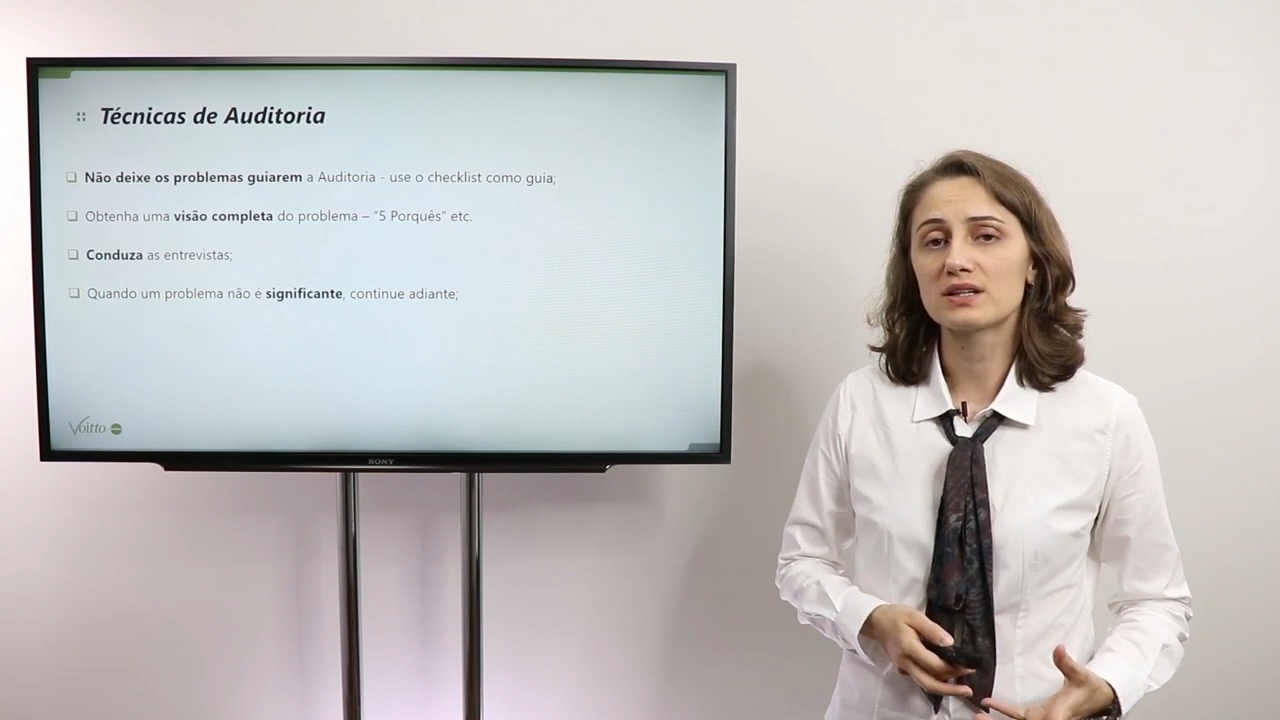 Técnicas de Auditoria
Não deixe os problemas guiarem a Auditoria - use o checklist como guia;
Obtenha uma visão completa do problema – "5 Porquês" etc.
Conduza as entrevistas;
Quando um problema não é significante, continue adiante;
Voitto
SONY